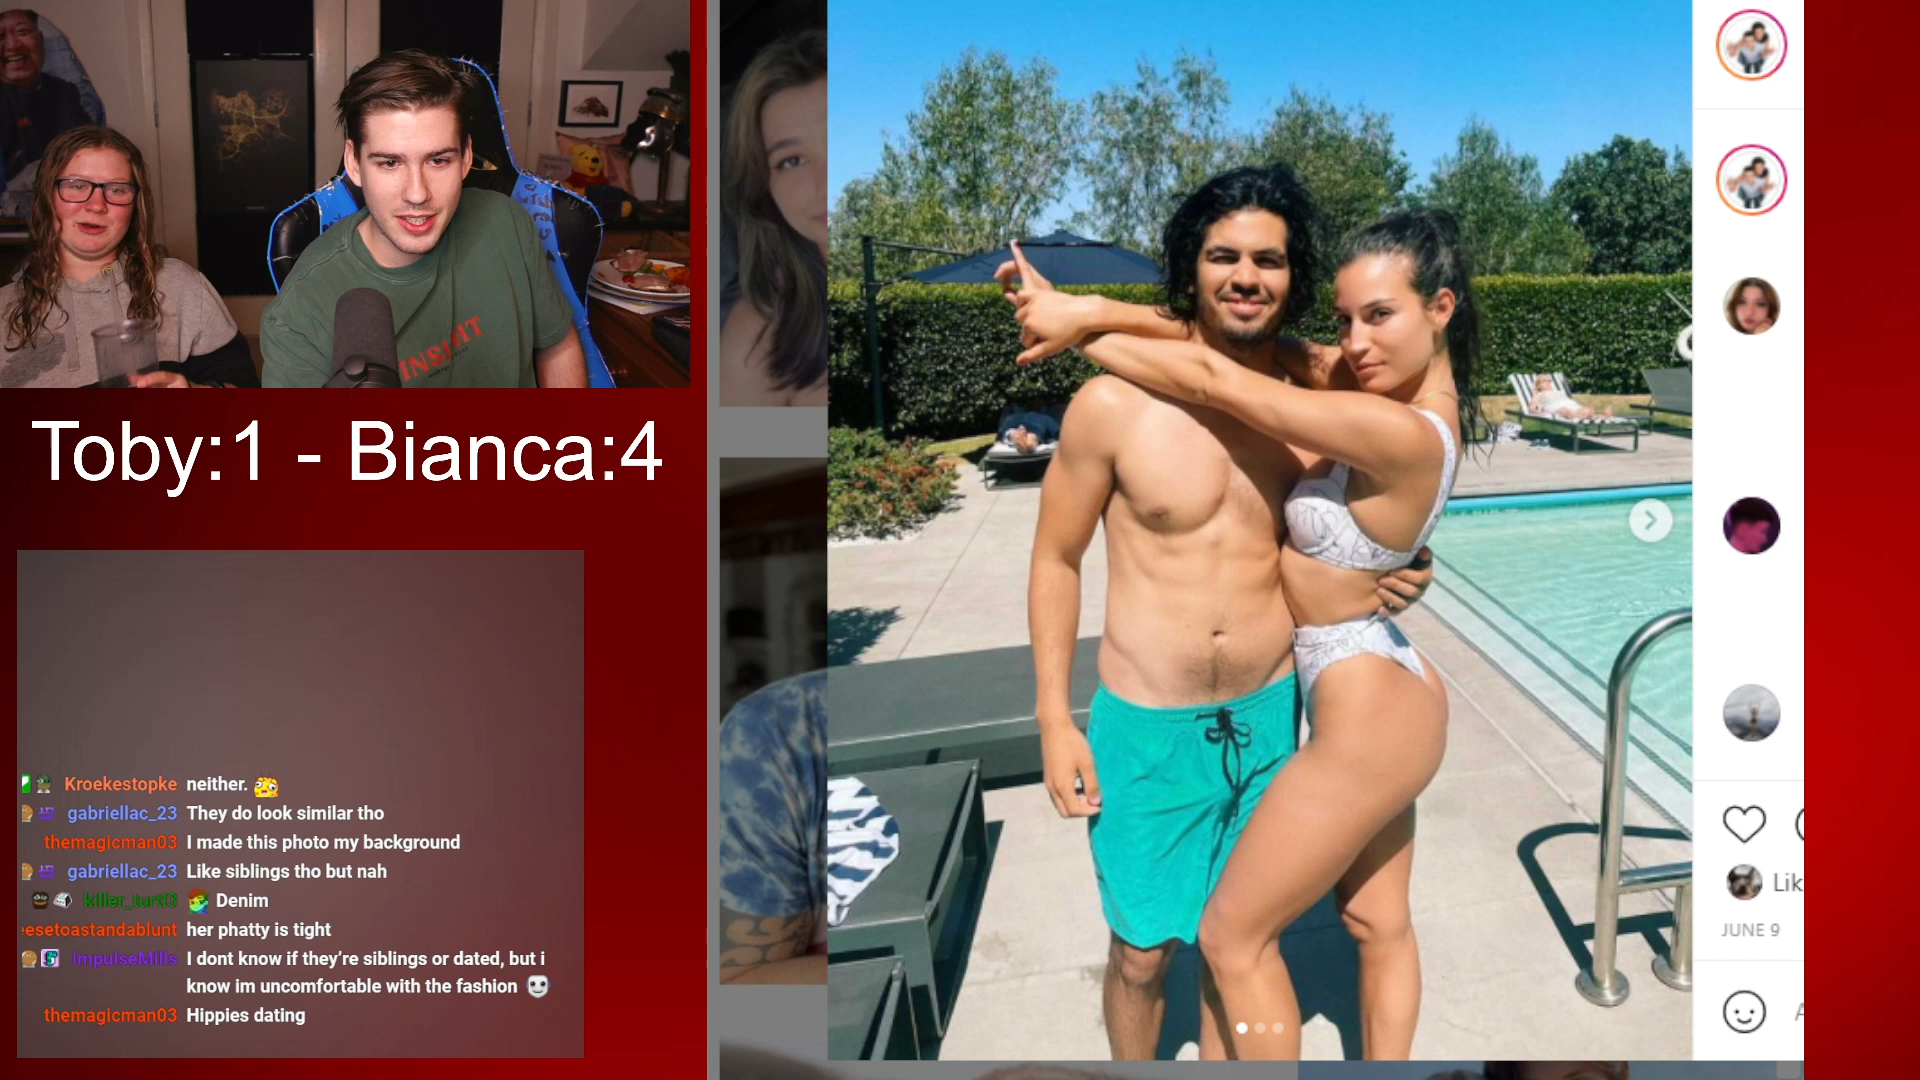 INSIGHT
Toby:1 - Bianca:4
Kroekestopke neither.
gabriellac_23 They do look similar tho
themagicman03 I made this photo my background
gabriellac_23 Like siblings tho but nah
killer_turtl3 Denim
esetoastandablunt her phatty is tight
ImpulseMills I dont know if they’re siblings or dated, but i
know im uncomfortable with the fashion
themagicman03 Hippies dating
Lik
JUNE 9